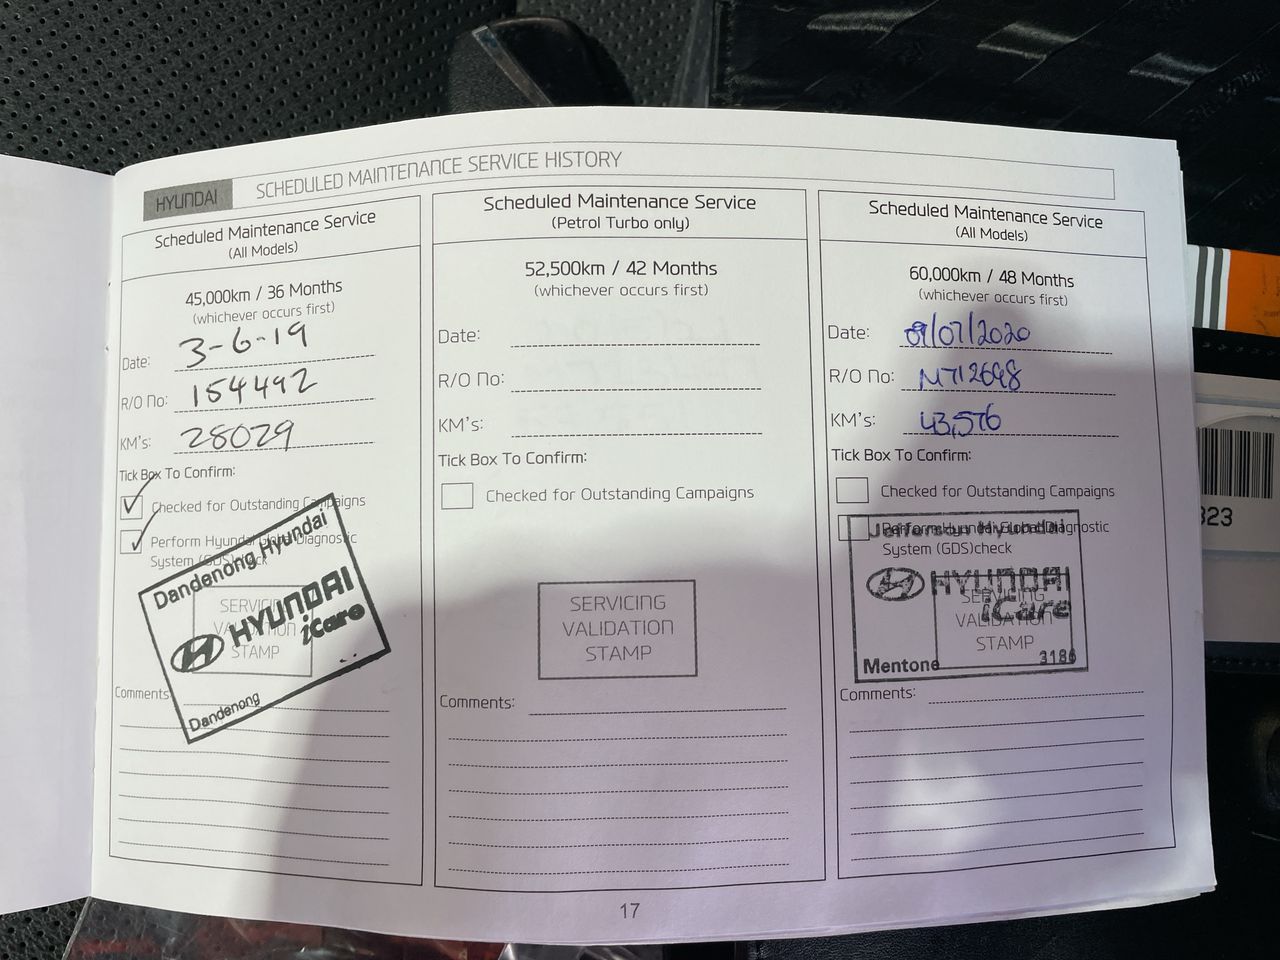 HYUNDAI SCHEDULED MAINTENANCE SERVICE HISTORY
Scheduled Maintenance Service
(All Models)
45,000km / 36 Months
(whichever occurs first)
Date: 3-6-19
R/O No: 154492
KM's: 28029
Tick Box To Confirm:
Checked for Outstanding Campaigns
Perform Hyundai Global Diagnostic
System (GDS)check
Dandenong Hyundai
HYUNDAI
iCare
Dandenong
SERVICING
VALIDATION
STAMP
Comments:
Scheduled Maintenance Service
(Petrol Turbo only)
52,500km / 42 Months
(whichever occurs first)
Date:
R/O No:
KM's:
Tick Box To Confirm:
Checked for Outstanding Campaigns
SERVICING
VALIDATION
STAMP
Comments:
Scheduled Maintenance Service
(All Models)
60,000km / 48 Months
(whichever occurs first)
Date: 09/07/2020
R/O No: M712698
KM's: 43,576
Tick Box To Confirm:
Checked for Outstanding Campaigns
Perform Hyundai Global Diagnostic
System (GDS)check
Jefferson Hyundai
HYUNDAI
iCare
Mentone 3186
SERVICING
VALIDATION
STAMP
Comments:
17
323